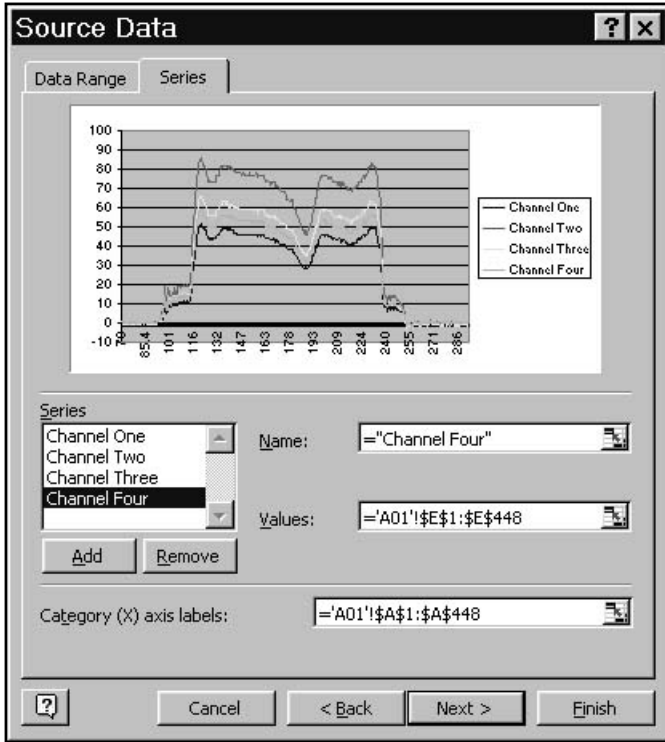 Source Data
Data Range Series
100
90
80
70
60
50
40
30
20
10
0
-10
70 85.4 101 116 132 147 163 178 193 209 224 240 255 271 286
Channel One
Channel Two
Channel Three
Channel Four
Series
Channel One
Channel Two
Channel Three
Channel Four
Name: ="Channel Four"
Values: ='A01'!$E$1:$E$448
Add Remove
Category (X) axis labels: ='A01'!$A$1:$A$448
Cancel < Back Next > Finish